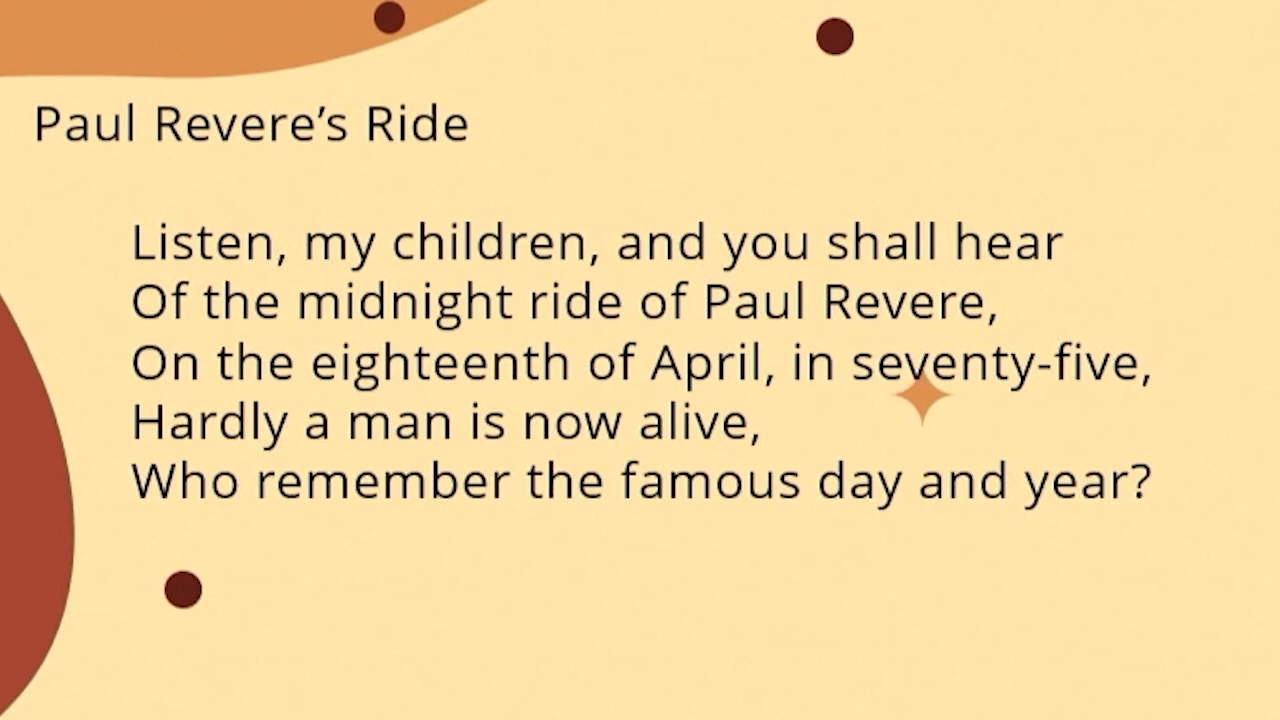 Paul Revere’s Ride
Listen, my children, and you shall hear
Of the midnight ride of Paul Revere,
On the eighteenth of April, in seventy-five,
Hardly a man is now alive,
Who remember the famous day and year?